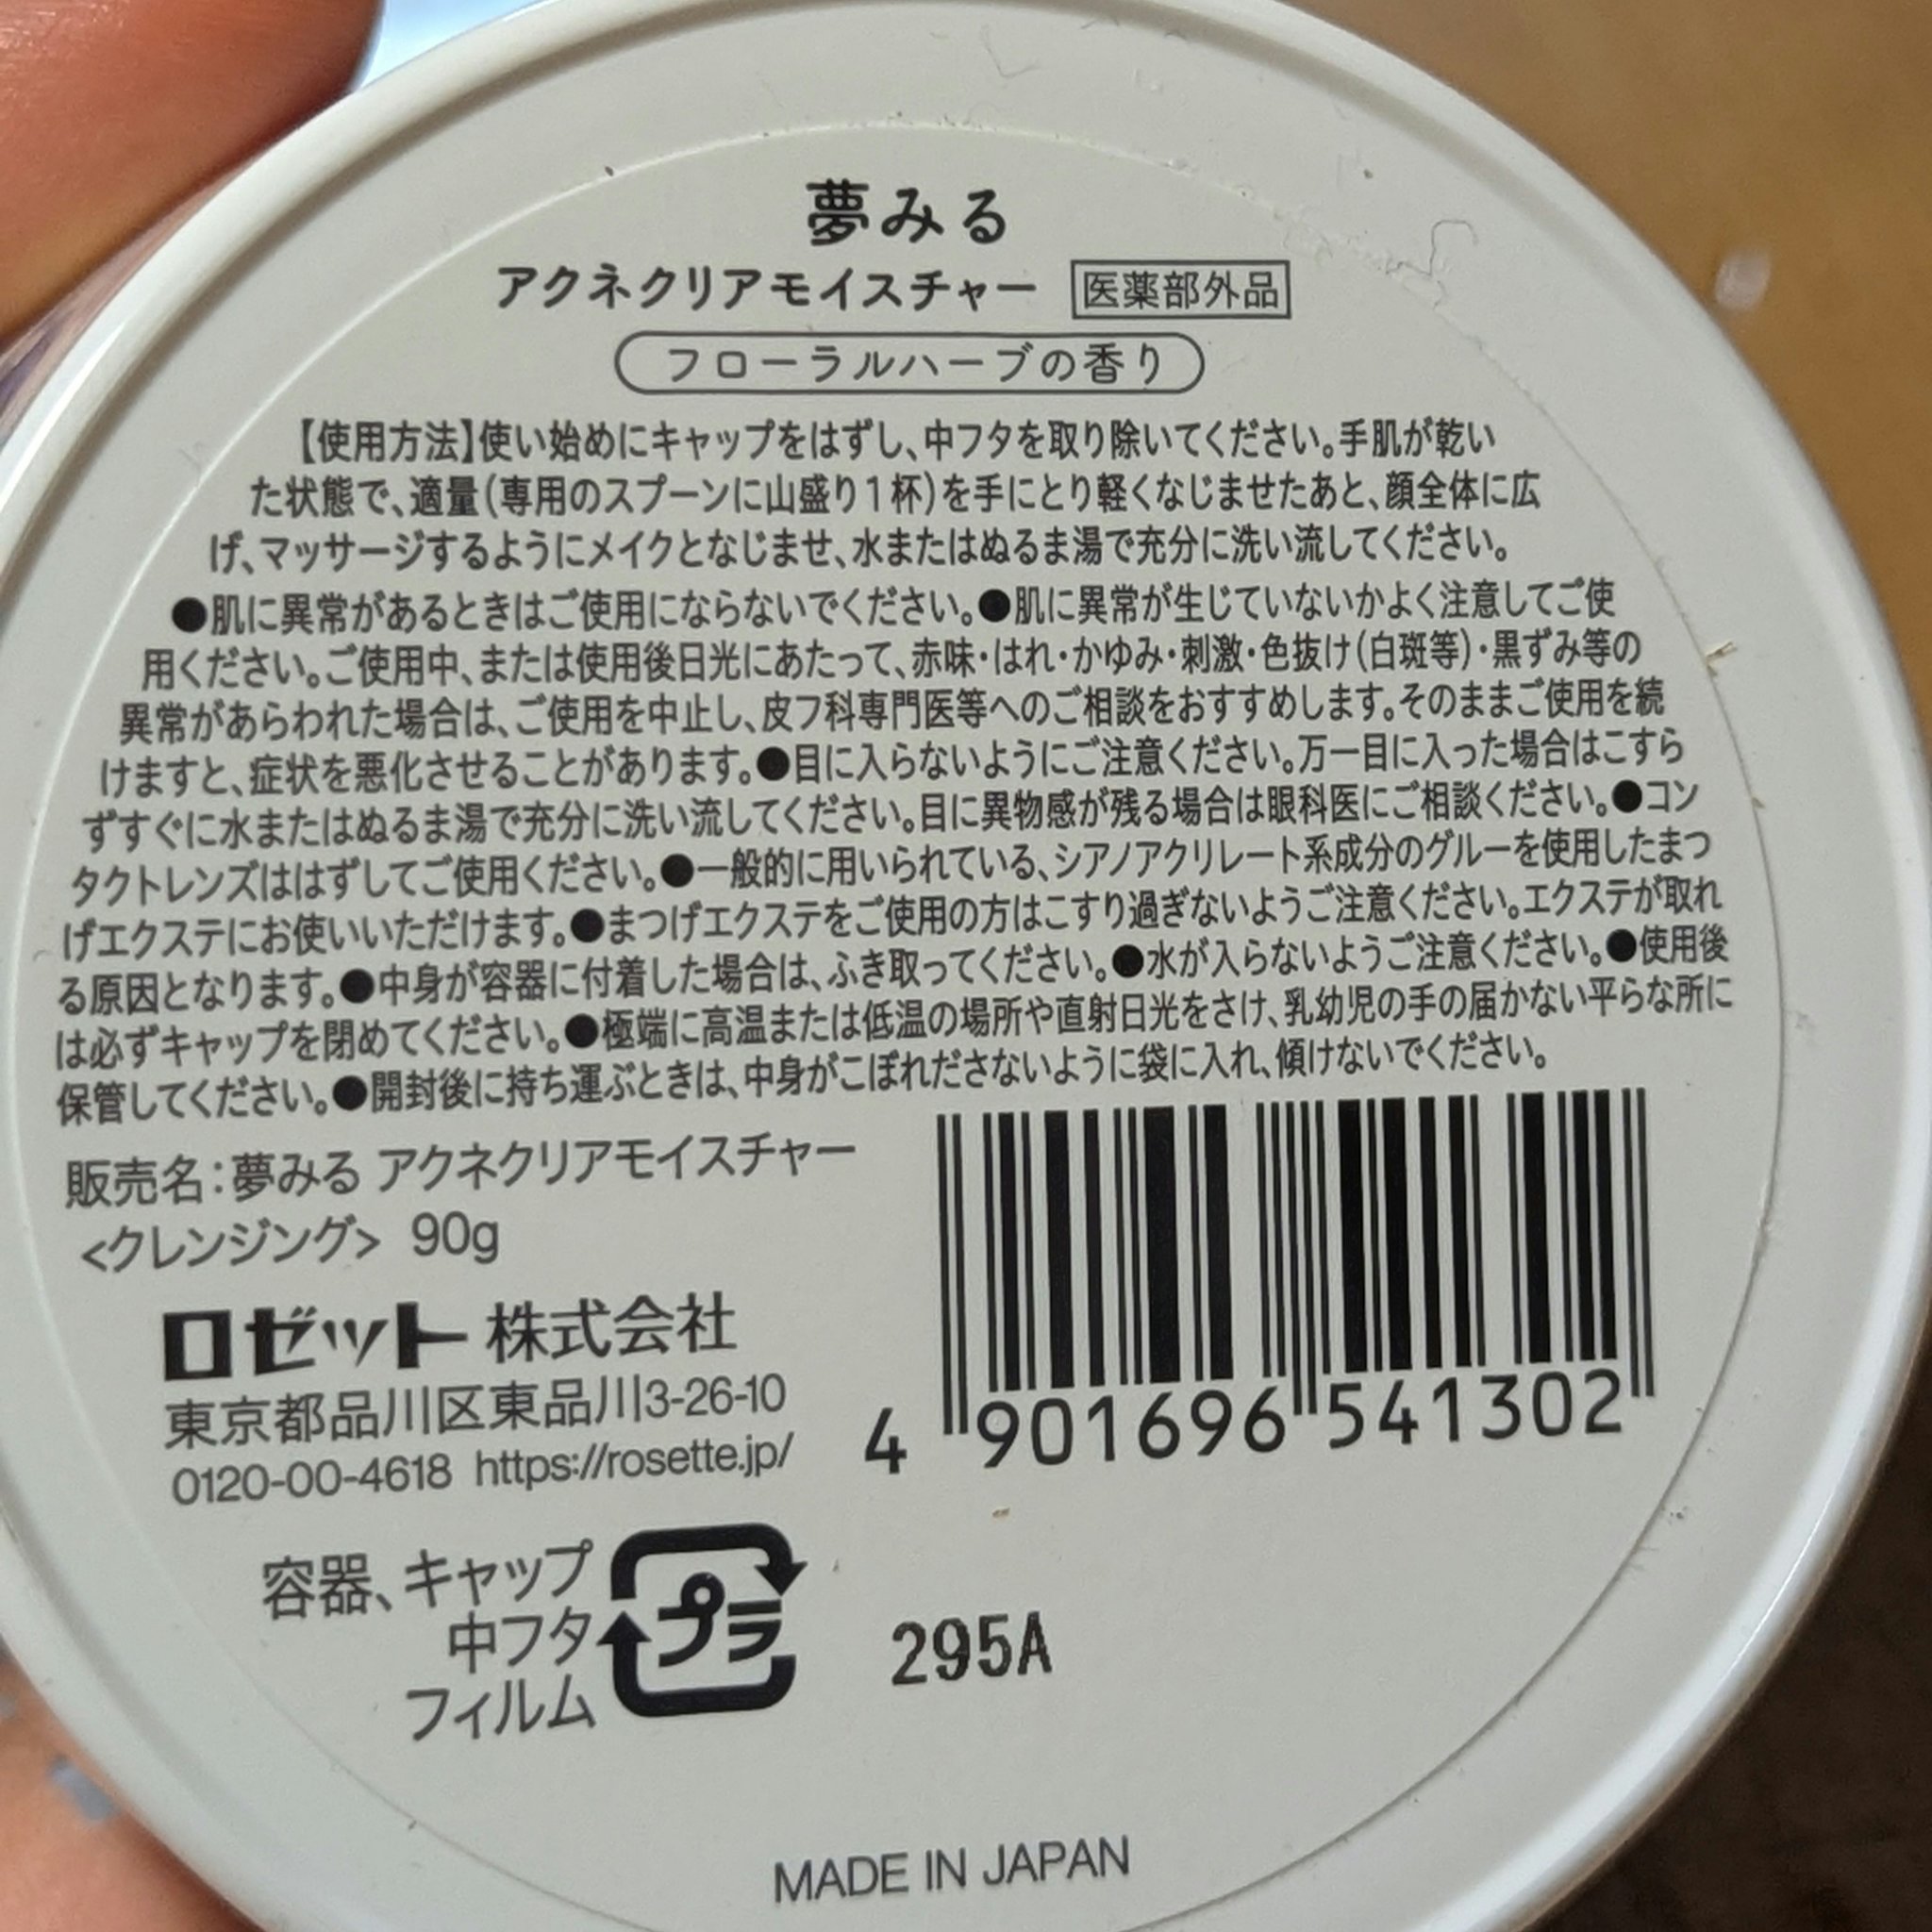 夢みる
アクネクリアモイスチャー 医薬部外品
フローラルハーブの香り
【使用方法】使い始めにキャップをはずし、中フタを取り除いてください。手肌が乾い
た状態で、適量(専用のスプーンに山盛り1杯)を手にとり軽くなじませたあと、顔全体に広
げ、マッサージするようにメイクとなじませ、水またはぬるま湯で充分に洗い流してください。
●肌に異常があるときはご使用にならないでください。●肌に異常が生じていないかよく注意してご使
用ください。ご使用中、または使用後日光にあたって、赤味・はれ・かゆみ・刺激・色抜け(白斑等)・黒ずみ等の
異常があらわれた場合は、ご使用を中止し、皮フ科専門医等へのご相談をおすすめします。そのままご使用を続
けますと、症状を悪化させることがあります。●目に入らないようにご注意ください。万一目に入った場合はこすら
ずすぐに水またはぬるま湯で充分に洗い流してください。目に異物感が残る場合は眼科医にご相談ください。●コン
タクトレンズははずしてご使用ください。●一般的に用いられている、シアノアクリレート系成分のグルーを使用したまつ
げエクステにお使いいただけます。●まつげエクステをご使用の方はこすり過ぎないようご注意ください。エクステが取れ
る原因となります。●中身が容器に付着した場合は、ふき取ってください。●水が入らないようご注意ください。●使用後
は必ずキャップを閉めてください。●極端に高温または低温の場所や直射日光をさけ、乳幼児の手の届かない平らな所に
保管してください。●開封後に持ち運ぶときは、中身がこぼれださないように袋に入れ、傾けないでください。
販売名：夢みる アクネクリアモイスチャー
<クレンジング> 90g
ロゼット株式会社
東京都品川区東品川3-26-10
0120-00-4618 https://rosette.jp/
4 901696 541302
容器、キャップ
中フタ
フィルム
プラ
295A
MADE IN JAPAN